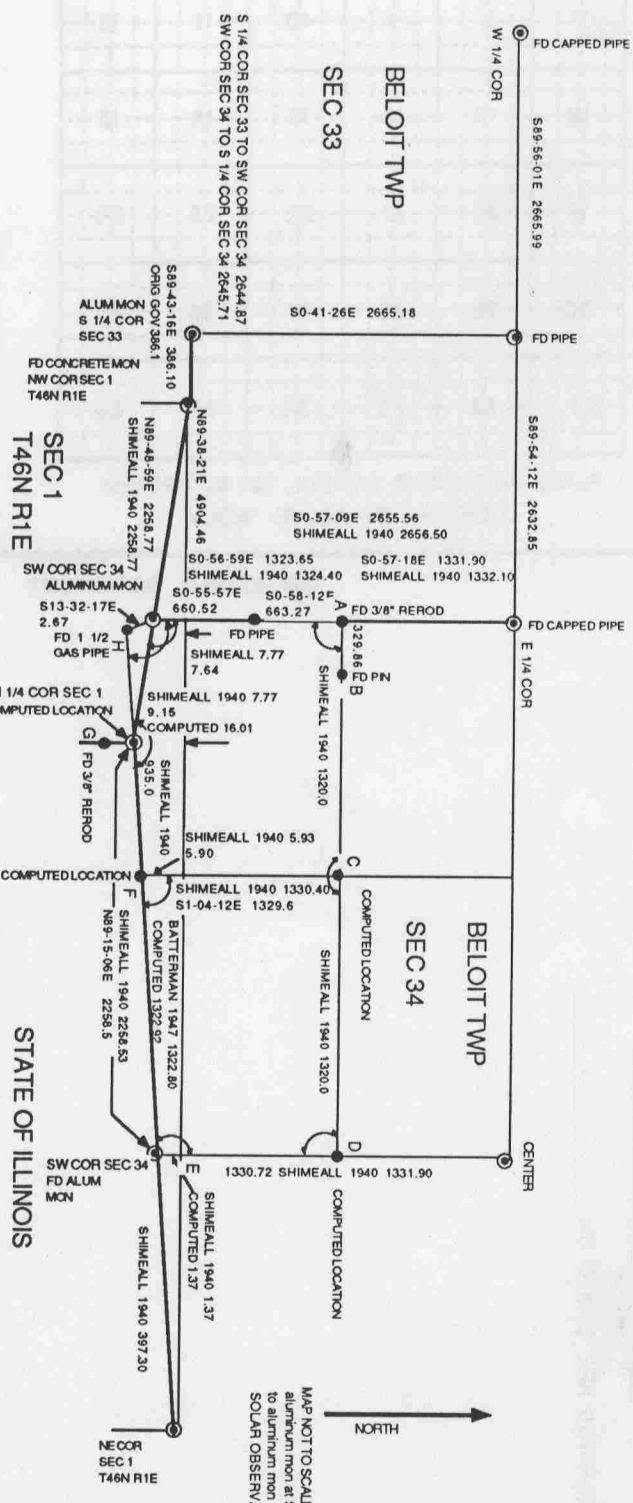 FD CAPPED PIPE
W 1/4 COR
S89-56-01E 2665.99
BELOIT TWP
SEC 33
S 1/4 COR SEC 33 TO SW COR SEC 34 2644.87
SW COR SEC 34 TO S 1/4 COR SEC 34 2645.71
S0-41-26E 2665.18
FD PIPE
S89-43-16E 386.10
ORIG GOV 386.1
ALUM MON
S 1/4 COR
SEC 33
FD CONCRETE MON
NW COR SEC 1
T46N R1E
S89-54-12E 2632.85
N89-38-21E 4904.46
N89-48-59E 2258.77
SHIMEALL 1940 2258.77
SEC 1
T46N R1E
S0-57-09E 2655.56
SHIMEALL 1940 2656.50
S0-56-59E 1323.65
SHIMEALL 1940 1324.40
S0-57-18E 1331.90
SHIMEALL 1940 1332.10
SW COR SEC 34
ALUMINUM MON
S0-55-57E
660.52
S0-58-12E
663.27
A
FD 3/8" REROD
FD CAPPED PIPE
E 1/4 COR
S13-32-17E
2.67
FD 1 1/2
GAS PIPE
H
FD PIPE
329.86
B
FD PIN
SHIMEALL 7.77
7.64
1/4 COR SEC 1
COMPUTED LOCATION
SHIMEALL 1940 7.77
9.15
COMPUTED 16.01
G
FD 3/8" REROD
SHIMEALL 1940
935.0
SHIMEALL 1940 1320.0
SHIMEALL 1940 5.93
5.90
COMPUTED LOCATION
F
SHIMEALL 1940 1330.40
S1-04-12E 1329.6
C
COMPUTED LOCATION
BELOIT TWP
SEC 34
SHIMEALL 1940 2258.53
N89-15-06E 2258.5
BATTERMAN 1947 1322.80
COMPUTED 1322.92
SHIMEALL 1940 1320.0
STATE OF ILLINOIS
SW COR SEC 34
FD ALUM
MON
E
1330.72 SHIMEALL 1940 1331.90
D
CENTER
COMPUTED LOCATION
SHIMEALL 1940 1.37
COMPUTED 1.37
SHIMEALL 1940 397.30
NE COR
SEC 1
T46N R1E
NORTH
MAP NOT TO SCALE
aluminum mon at
to aluminum mon
SOLAR